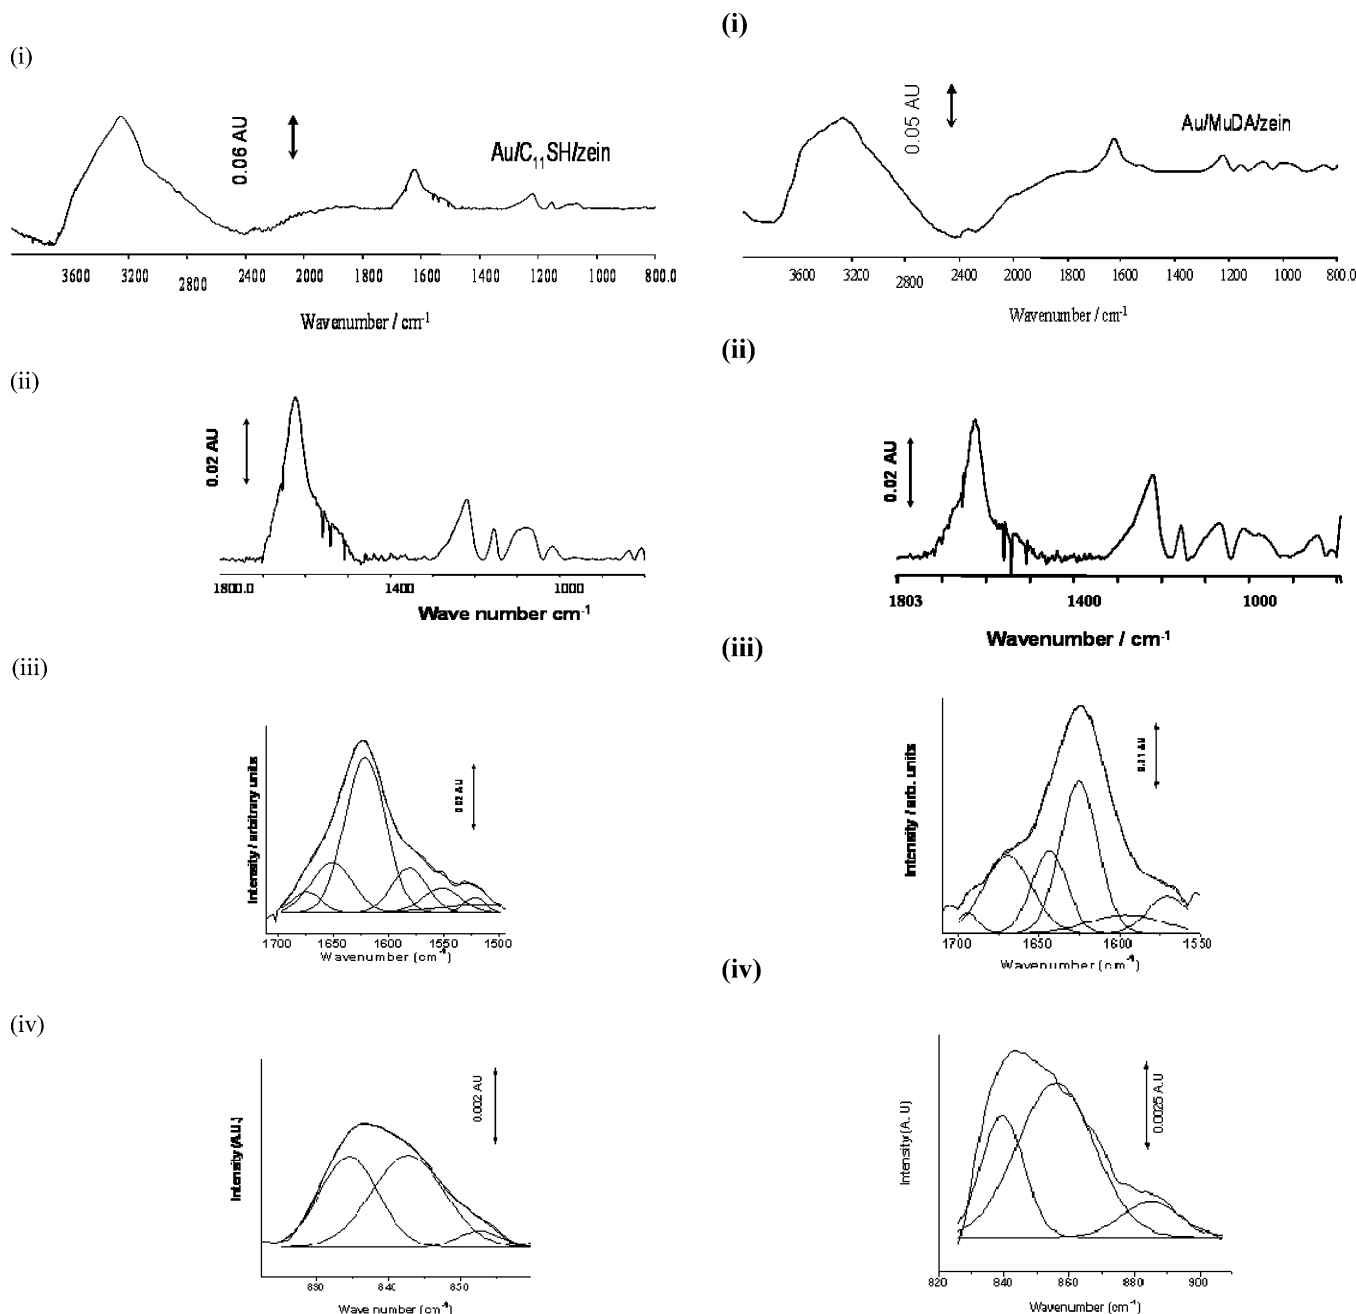 (i)
0.06 AU
Au/C11SH/zein
3600 3200 2800 2400 2000 1800 1600 1400 1200 1000 800.0
Wavenumber / cm-1
(ii)
0.02 AU
1800.0 1400 1000
Wave number cm-1
(iii)
Intensity / arbitrary units
0.02 AU
1700 1650 1600 1550 1500
Wavenumber (cm-1)
(iv)
Intensity (A.U.)
0.002 AU
840 850
Wave number (cm-1)
(i)
0.05 AU
Au/MuDA/zein
3600 3200 2800 2400 2000 1800 1600 1400 1200 1000 800.0
Wavenumber / cm-1
(ii)
0.02 AU
1803 1400 1000
Wavenumber / cm-1
(iii)
Intensity / arb. units
1700 1650 1600 1550
Wavenumber (cm-1)
(iv)
Intensity (A. U)
0.0025 A.U
820 840 860 880 900
Wavenumber (cm-1)